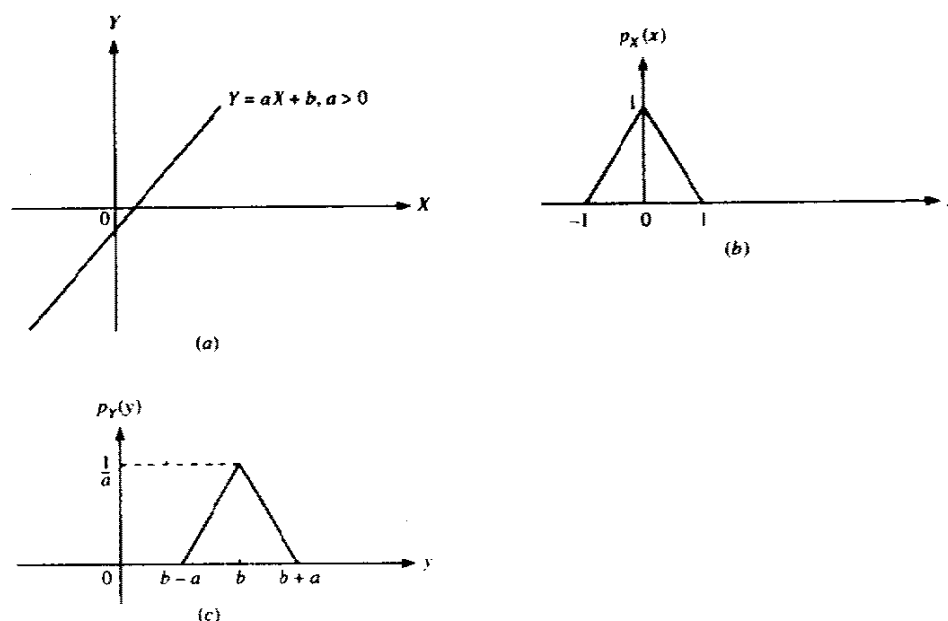 Y
Y = aX + b, a > 0
0
X
(a)
p_X(x)
1
-1
0
1
(b)
p_Y(y)
1/a
0
b - a
b
b + a
y
(c)